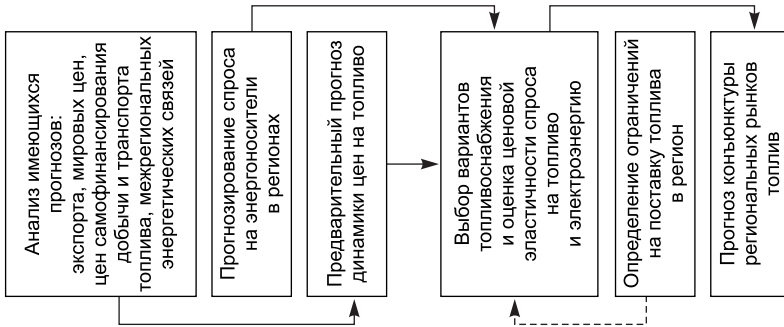 Анализ имеющихся
прогнозов:
экспорта, мировых цен,
цен самофинансирования
добычи и транспорта
топлива, межрегиональных
энергетических связей
Прогнозирование спроса
на энергоносители
в регионах
Предварительный прогноз
динамики цен на топливо
Выбор вариантов
топливоснабжения
и оценка ценовой
эластичности спроса
на топливо
и электроэнергию
Определение ограничений
на поставку топлива
в регион
Прогноз конъюнктуры
региональных рынков
топлив